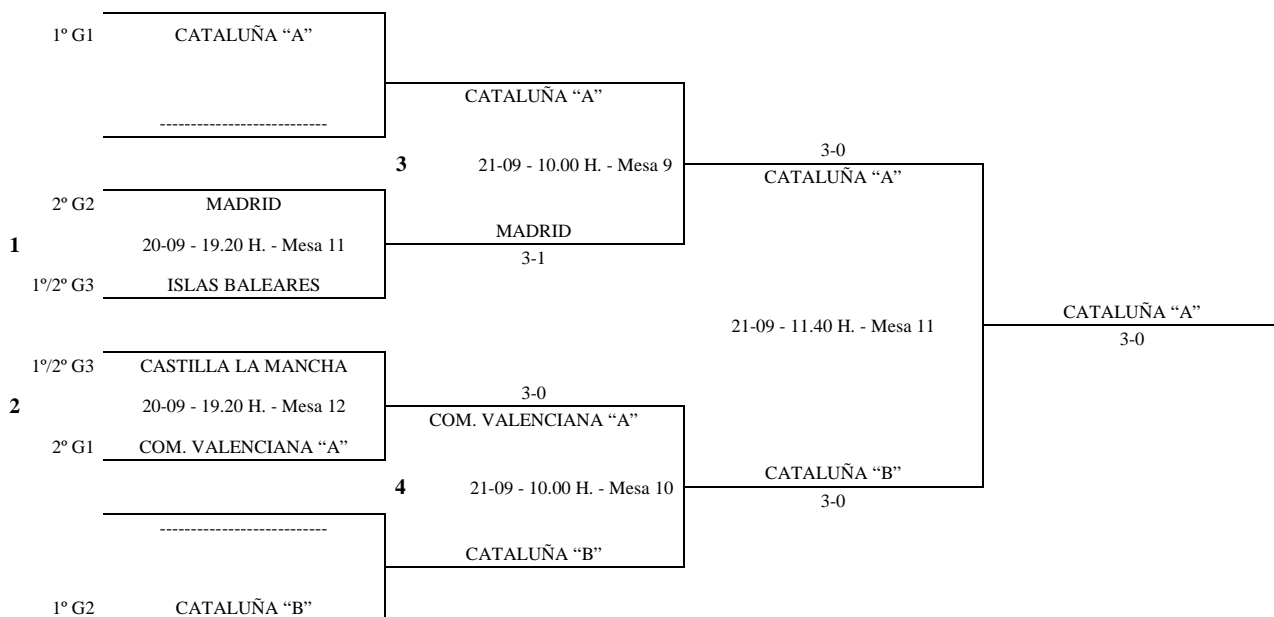 1º G1 CATALUÑA “A”
CATALUÑA “A”
---------------------------
3-0
3 21-09 - 10.00 H. - Mesa 9
CATALUÑA “A”
2º G2 MADRID
MADRID
1 20-09 - 19.20 H. - Mesa 11
3-1
1º/2º G3 ISLAS BALEARES
CATALUÑA “A”
21-09 - 11.40 H. - Mesa 11
3-0
1º/2º G3 CASTILLA LA MANCHA
3-0
2 20-09 - 19.20 H. - Mesa 12
COM. VALENCIANA “A”
2º G1 COM. VALENCIANA “A”
CATALUÑA “B”
4 21-09 - 10.00 H. - Mesa 10
3-0
---------------------------
CATALUÑA “B”
1º G2 CATALUÑA “B”